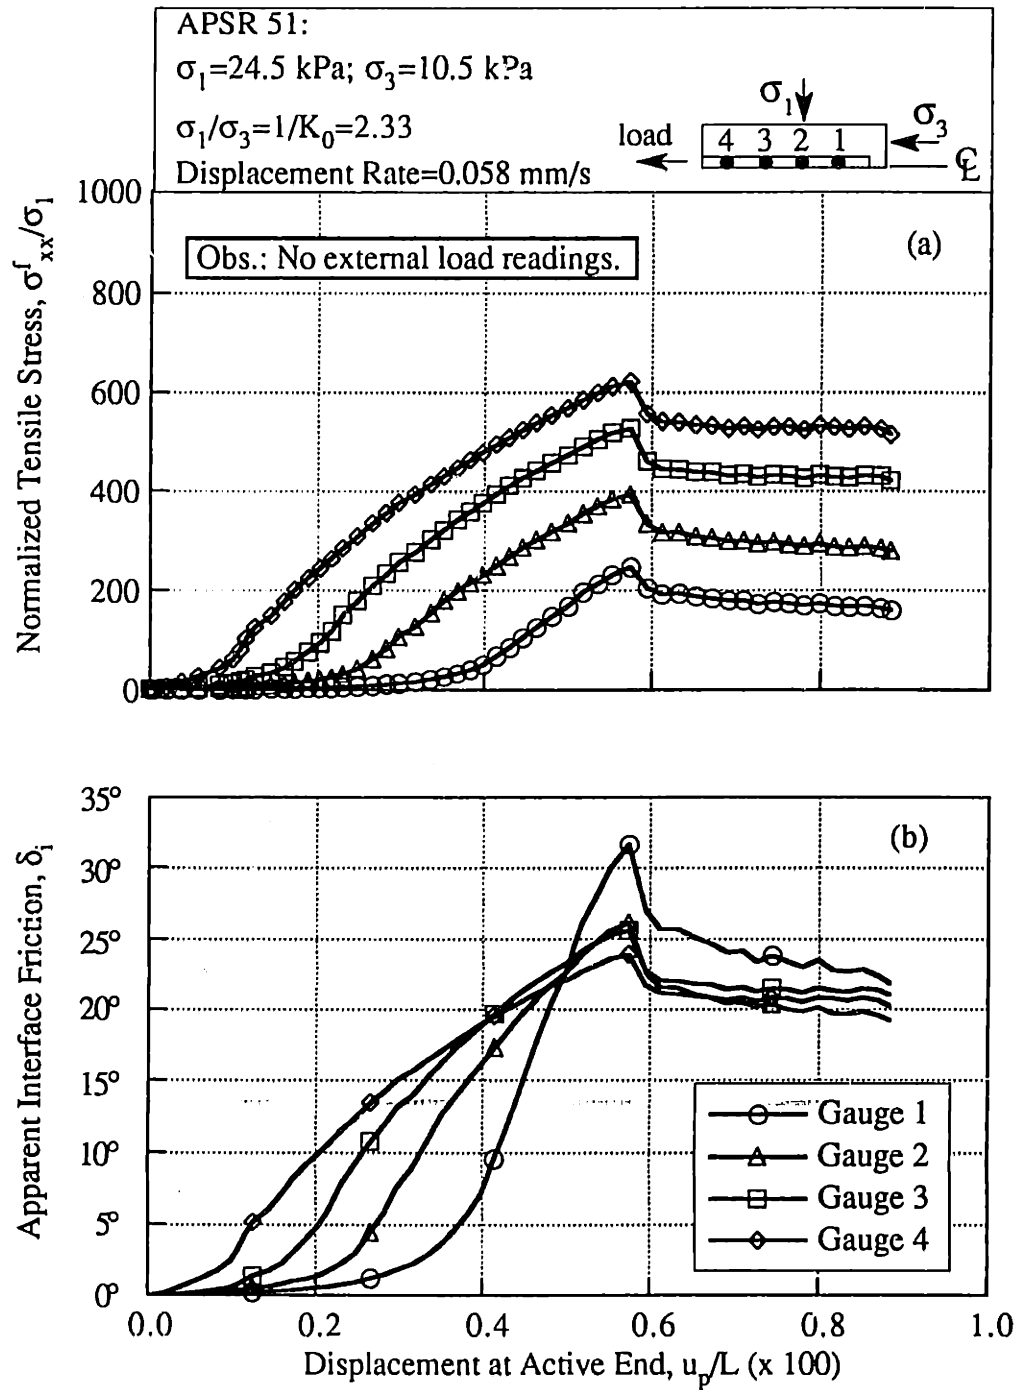 APSR 51:
σ₁=24.5 kPa; σ₃=10.5 kPa
σ₁/σ₃=1/K₀=2.33
Displacement Rate=0.058 mm/s
σ₁
σ₃
load
4 3 2 1
℄
Normalized Tensile Stress, σᶠₓₓ/σ₁
1000
800
600
400
200
0
Obs.: No external load readings.
(a)
Apparent Interface Friction, δᵢ
35°
30°
25°
20°
15°
10°
5°
0°
(b)
Gauge 1
Gauge 2
Gauge 3
Gauge 4
0.0 0.2 0.4 0.6 0.8 1.0
Displacement at Active End, uₚ/L (x 100)